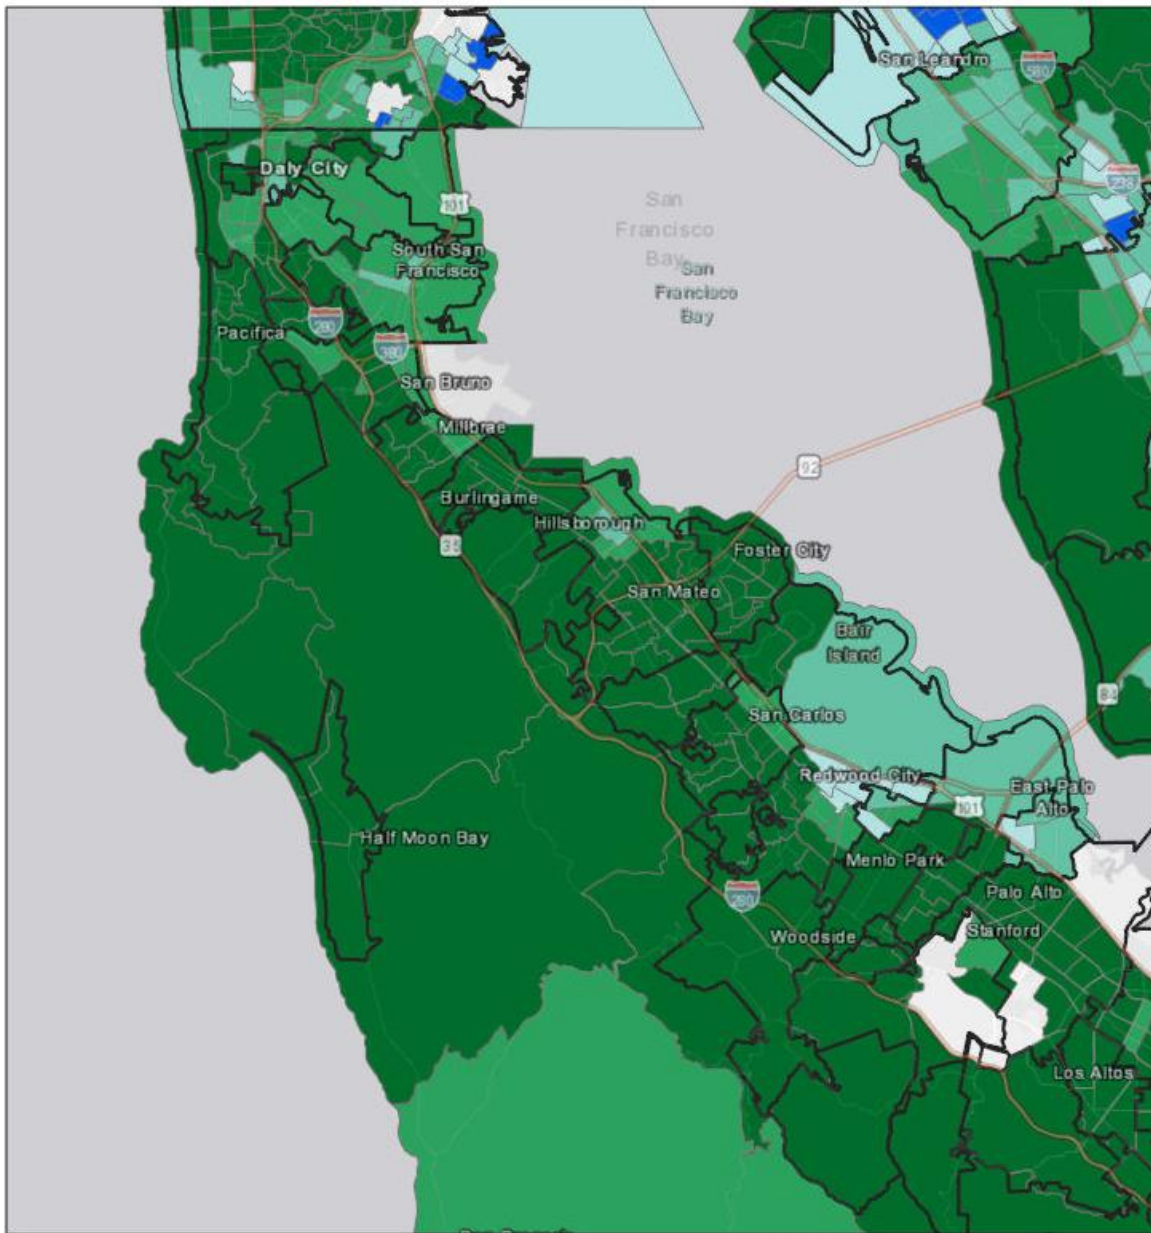 San Leandro
580
Daly City
238
101
San
Francisco
Bay
South San
Francisco
San
Francisco
Bay
280
Pacifica
380
San Bruno
Millbrae
92
Burlingame
Hillsborough
35
Foster City
San Mateo
Bair
Island
84
San Carlos
Redwood City
East Palo
Alto
101
Half Moon Bay
Menlo Park
280
Palo Alto
Woodside
Stanford
Los Altos